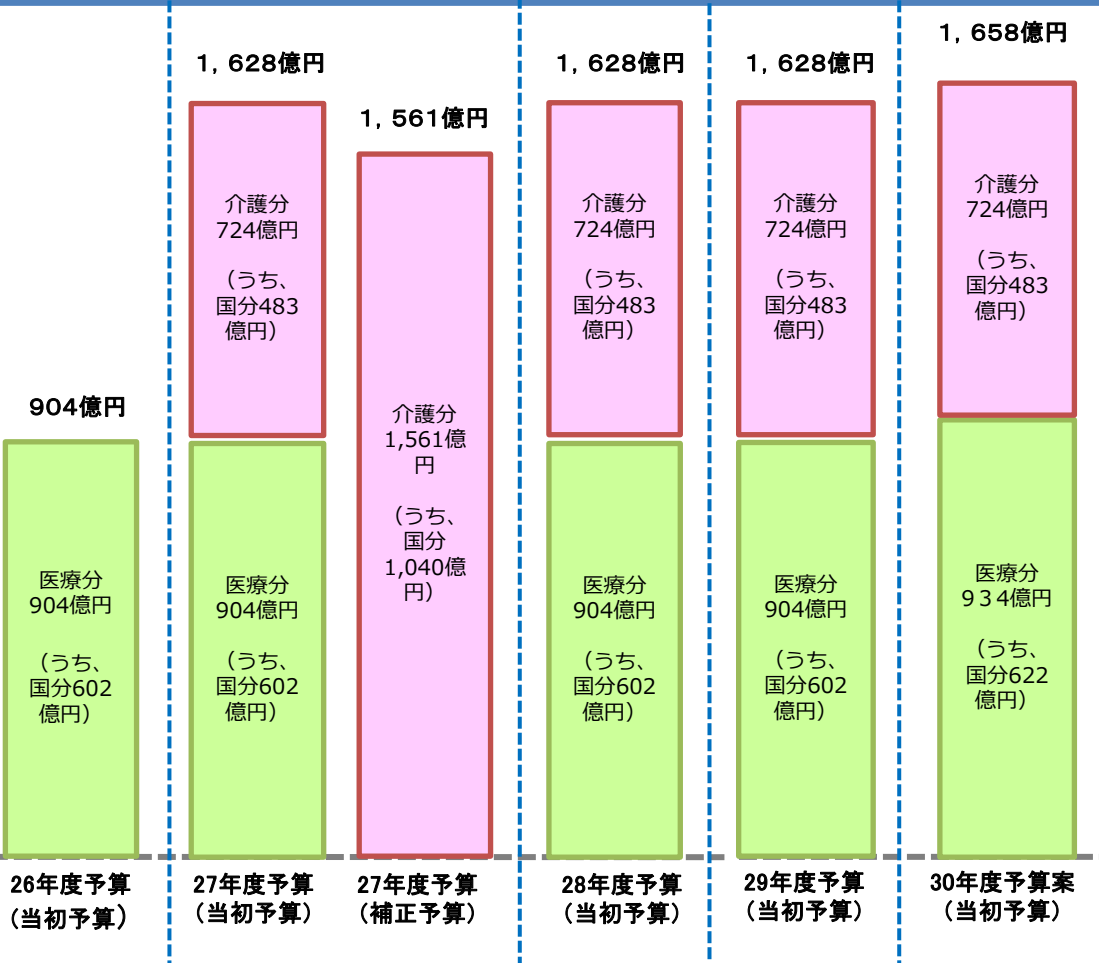 904億円
医療分
904億円
（うち、
国分602
億円）
26年度予算
（当初予算）
1，628億円
介護分
724億円
（うち、
国分483
億円）
医療分
904億円
（うち、
国分602
億円）
27年度予算
（当初予算）
1，561億円
介護分
1,561億
円
（うち、
国分
1,040億
円）
27年度予算
（補正予算）
1，628億円
介護分
724億円
（うち、
国分483
億円）
医療分
904億円
（うち、
国分602
億円）
28年度予算
（当初予算）
1，628億円
介護分
724億円
（うち、
国分483
億円）
医療分
904億円
（うち、
国分602
億円）
29年度予算
（当初予算）
1，658億円
介護分
724億円
（うち、
国分483
億円）
医療分
９３４億円
（うち、
国分622
億円）
30年度予算案
（当初予算）